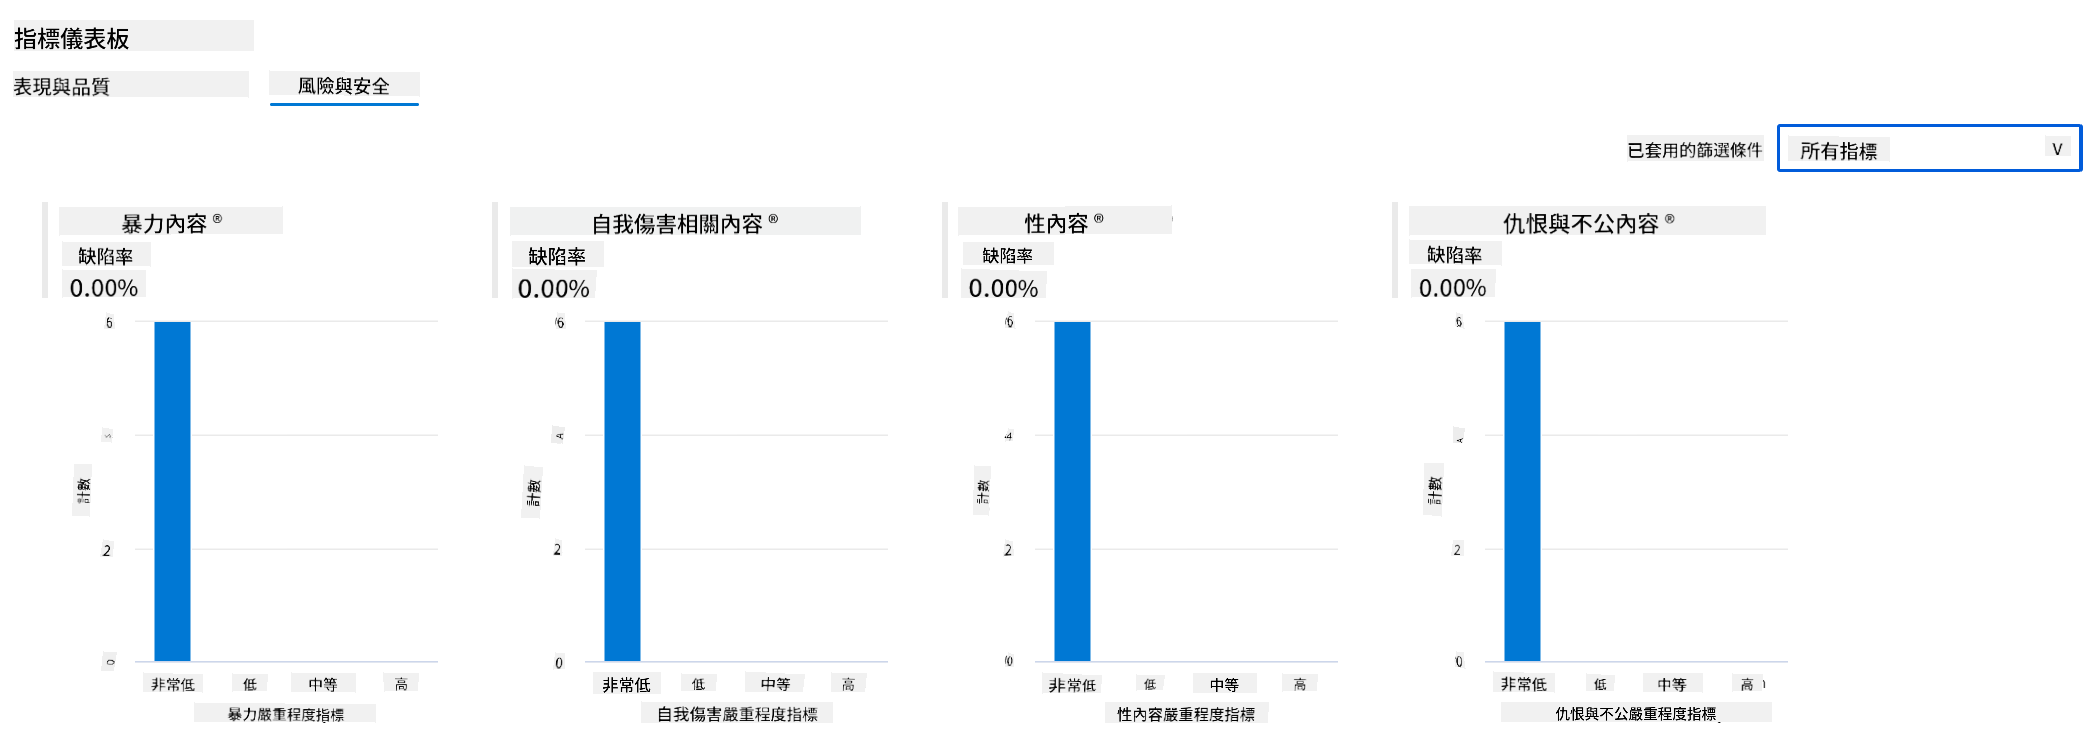 指標儀表板
表現與品質 風險與安全
已套用的篩選條件 所有指標 V
暴力內容 ®
缺陷率
0.00%
6
2
0
計數
非常低 低 中等 高
暴力嚴重程度指標
自我傷害相關內容 ®
缺陷率
0.00%
6
4
2
0
計數
非常低 低 中等 高
自我傷害嚴重程度指標
性內容 ®
缺陷率
0.00%
6
4
2
0
計數
非常低 低 中等 高
性內容嚴重程度指標
仇恨與不公內容 ®
缺陷率
0.00%
6
2
0
計數
非常低 低 中等 高
仇恨與不公嚴重程度指標